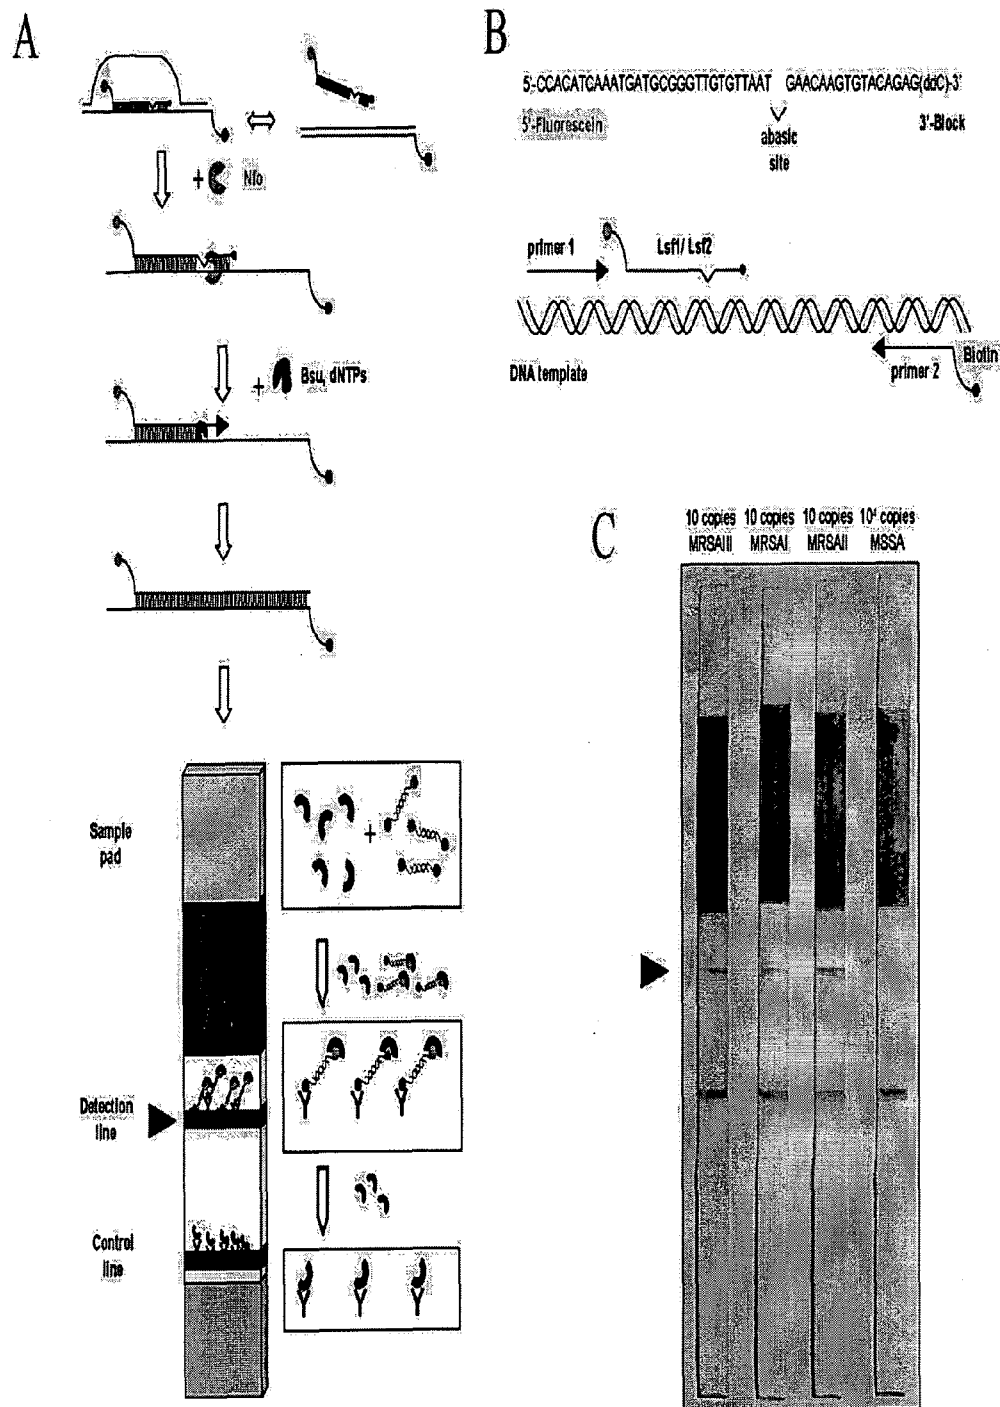 A
+ Nfo
+ Bsu, dNTPs
Sample
pad
+
Detection
line
Control
line
B
5'-CCACATCAAATGATGCGGGTTGTGTTAAT GAACAAGTGTACAGAG(ddC)-3'
5'-Fluorescein
abasic
site
3'-Block
primer 1
Lsf1/ Lsf2
DNA template
primer 2
Biotin
C
10 copies 10 copies 10 copies 10⁴ copies
MRSAIII MRSAI MRSAII MSSA